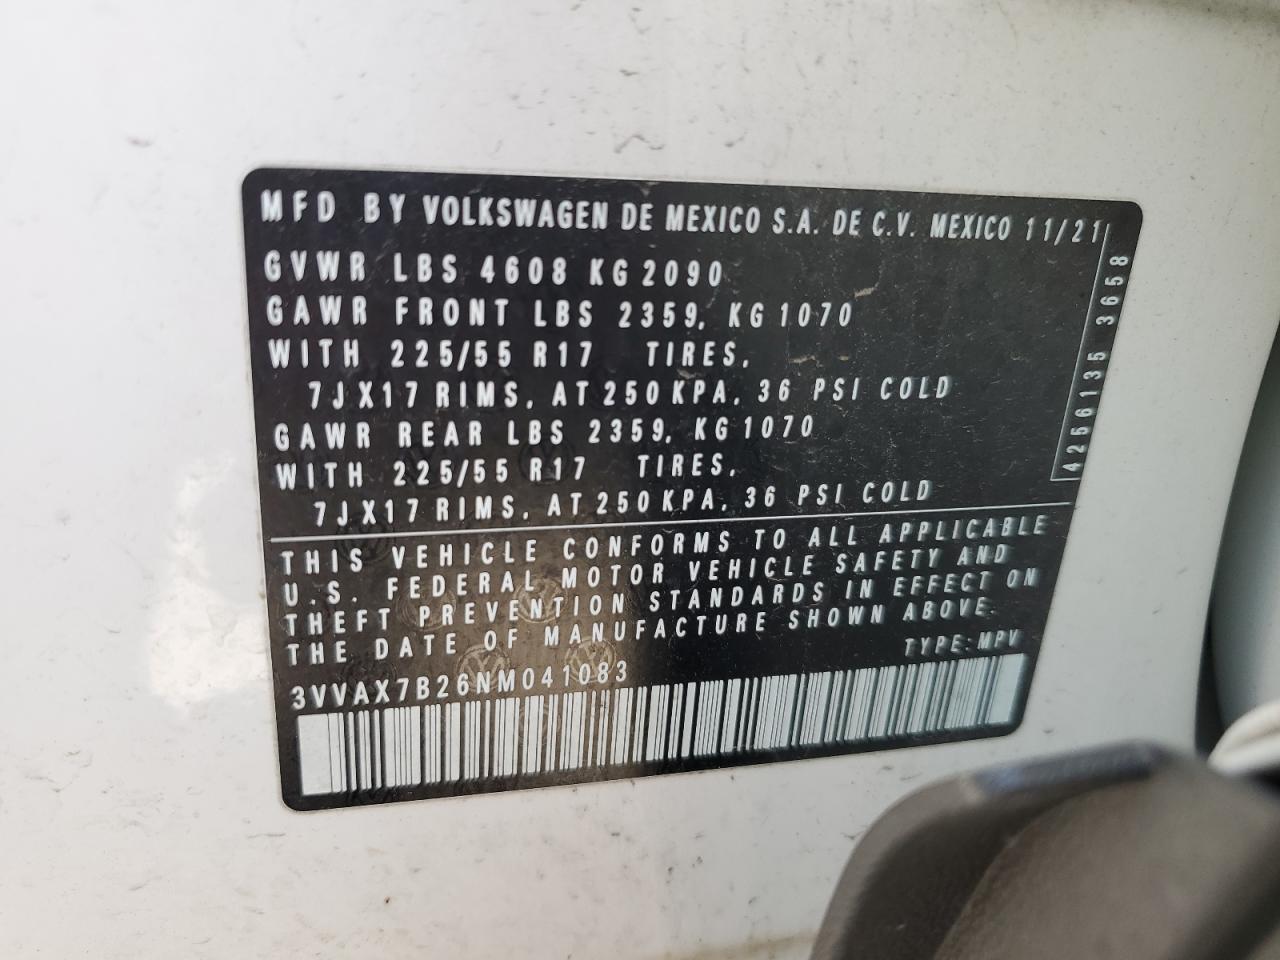 MFD BY VOLKSWAGEN DE MEXICO S.A. DE C.V. MEXICO 11/21
GVWR LBS 4608 KG 2090
GAWR FRONT LBS 2359, KG 1070
WITH 225/55 R17 TIRES,
7JX17 RIMS, AT 250 KPA, 36 PSI COLD
GAWR REAR LBS 2359, KG 1070
WITH 225/55 R17 TIRES,
7JX17 RIMS, AT 250 KPA, 36 PSI COLD
4256135 3658
THIS VEHICLE CONFORMS TO ALL APPLICABLE
U.S. FEDERAL MOTOR VEHICLE SAFETY AND
THEFT PREVENTION STANDARDS IN EFFECT ON
THE DATE OF MANUFACTURE SHOWN ABOVE.
TYPE: MPV
3VVAX7B26NM041083